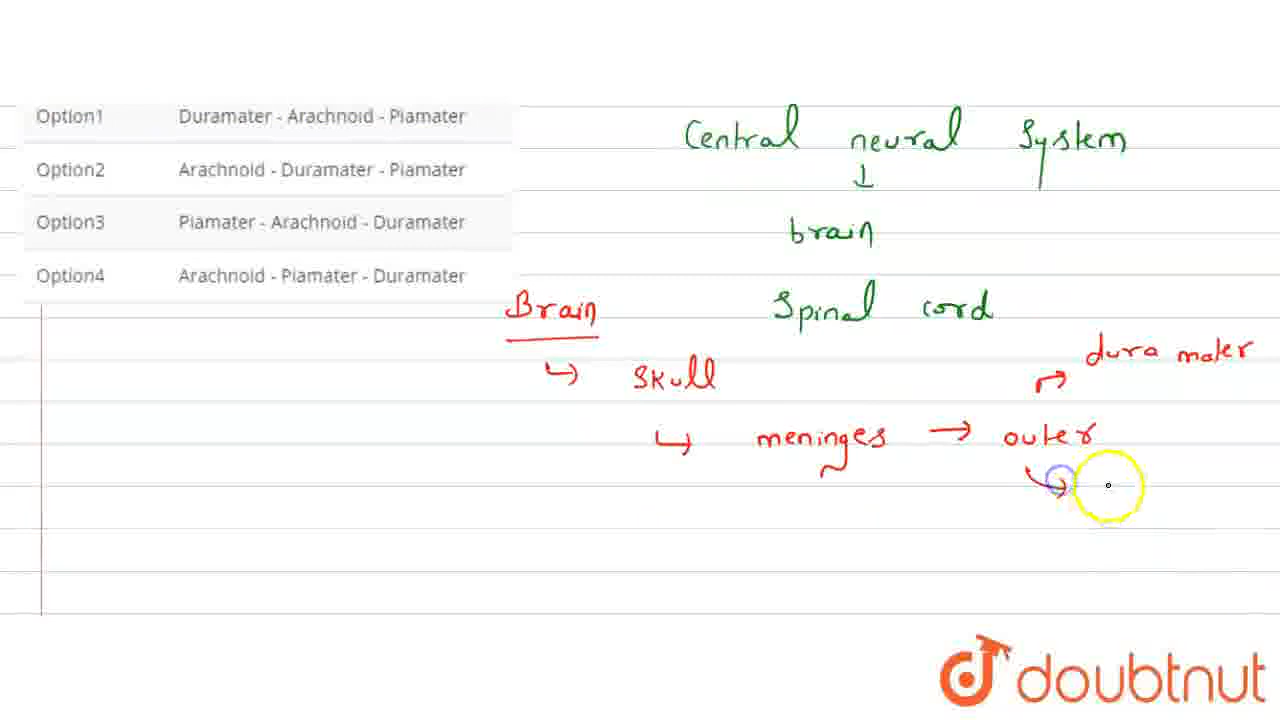 Option1 Duramater - Arachnoid - Piamater
Option2 Arachnoid - Duramater - Piamater
Option3 Piamater - Arachnoid - Duramater
Option4 Arachnoid - Piamater - Duramater
Central neural System
brain
Spinal cord
Brain
Skull
dura mater
meninges → outer
doubtnut